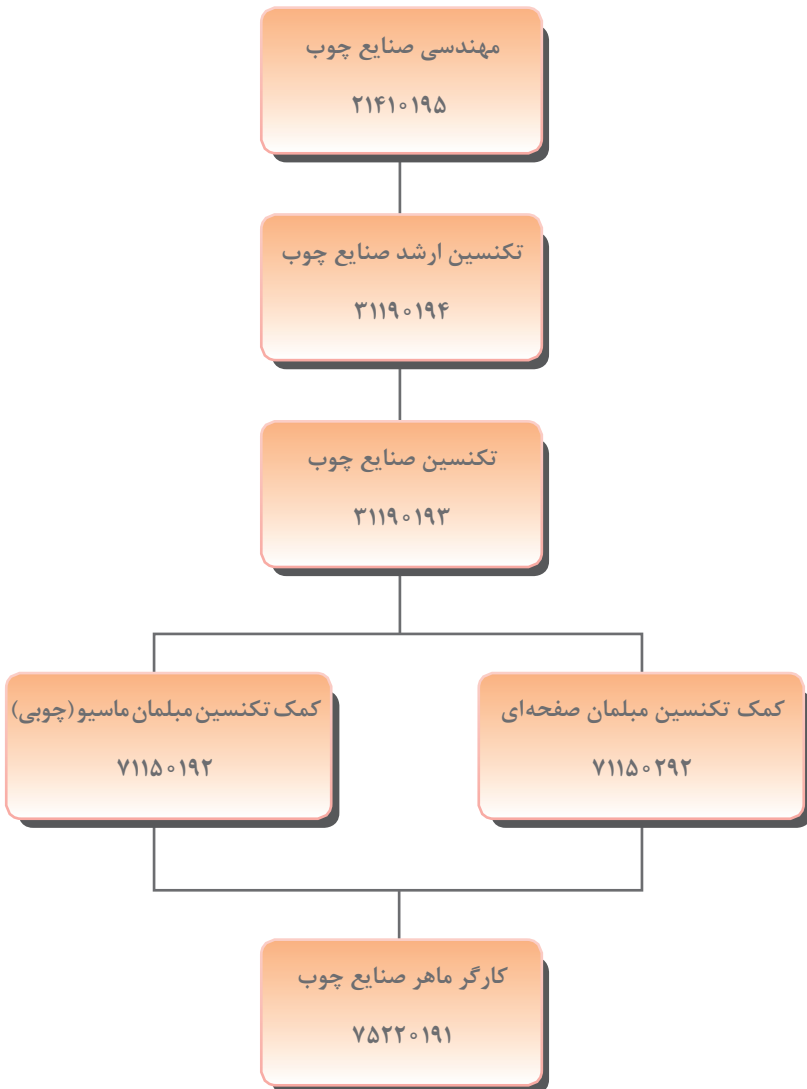 مهندسی صنایع چوب
۲۱۴۱۰۱۹۵
تکنسین ارشد صنایع چوب
۳۱۱۹۰۱۹۴
تکنسین صنایع چوب
۳۱۱۹۰۱۹۳
کمک تکنسین مبلمان صفحه‌ای
۷۱۱۵۰۲۹۲
کمک تکنسین مبلمان ماسیو (چوبی)
۷۱۱۵۰۱۹۲
کارگر ماهر صنایع چوب
۷۵۲۲۰۱۹۱